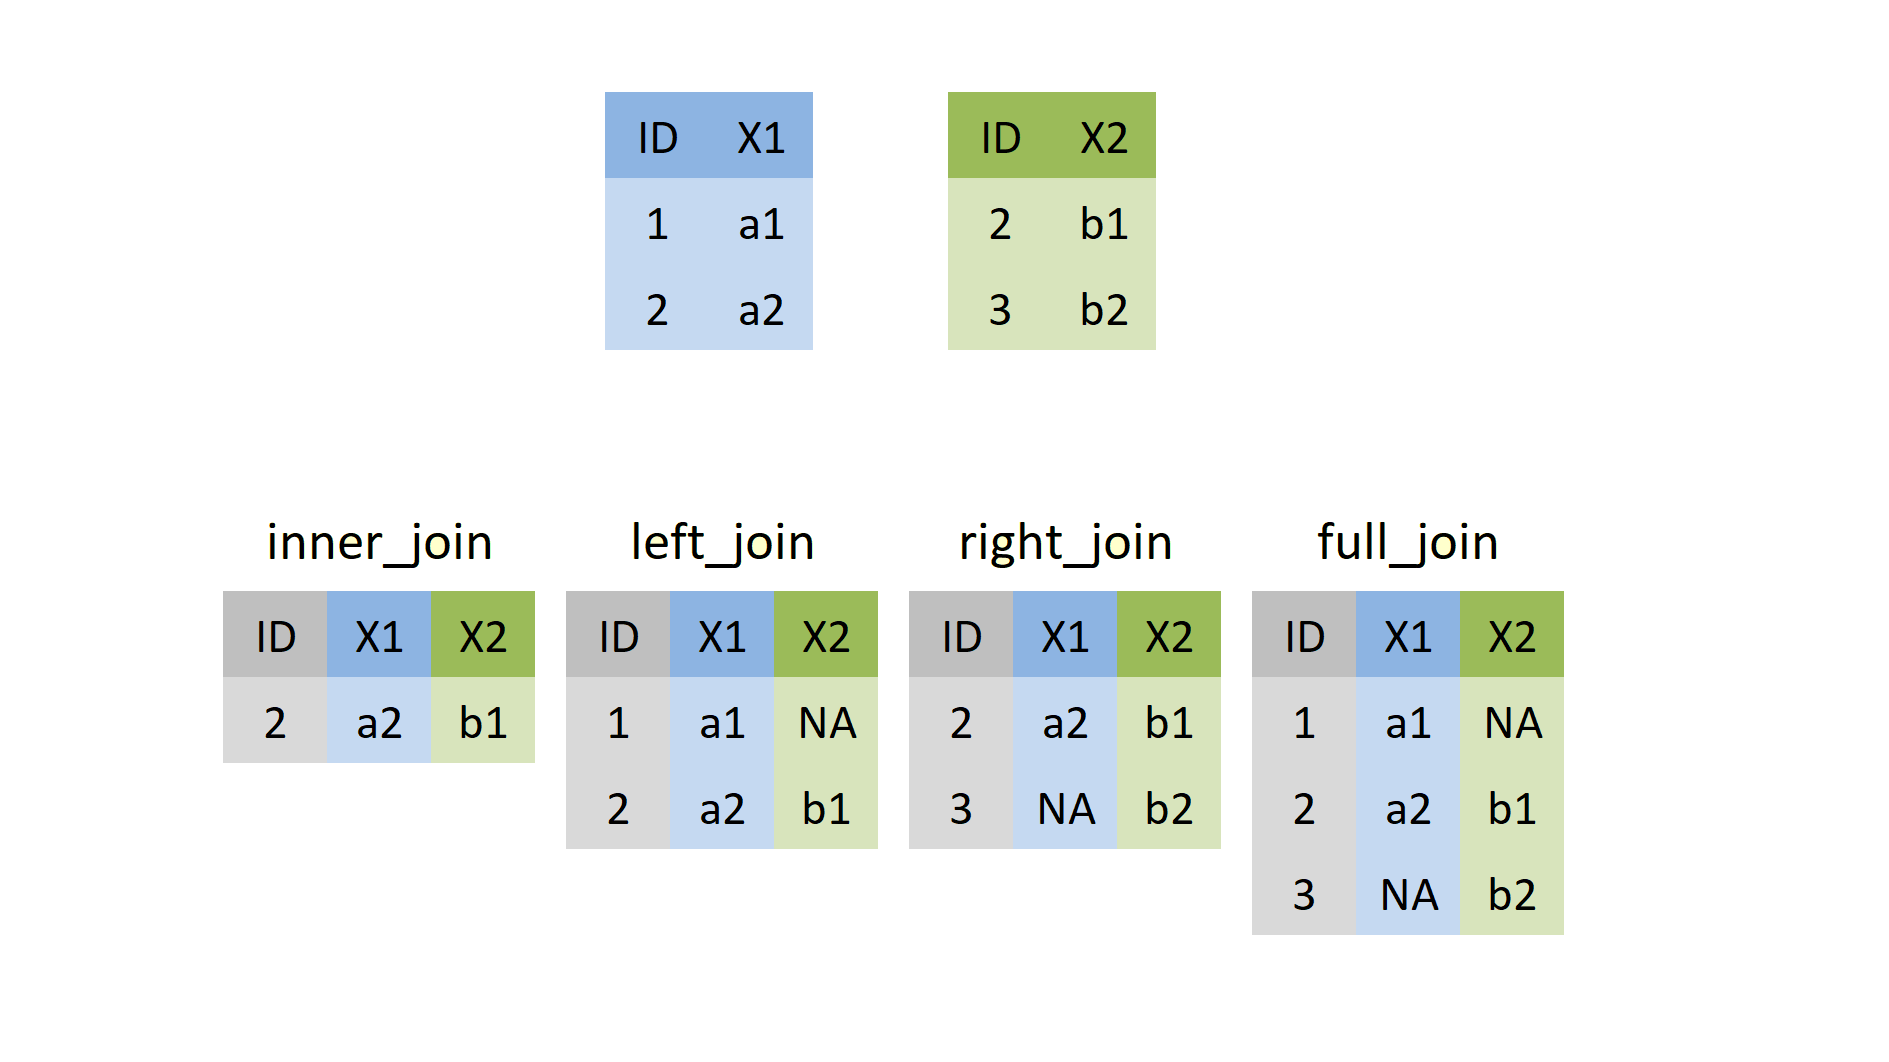 ID X1 ID X2
1 a1 2 b1
2 a2 3 b2
inner_join left_join right_join full_join
ID X1 X2 ID X1 X2 ID X1 X2 ID X1 X2
2 a2 b1 1 a1 NA 2 a2 b1 1 a1 NA
2 a2 b1 3 NA b2 2 a2 b1
3 NA b2